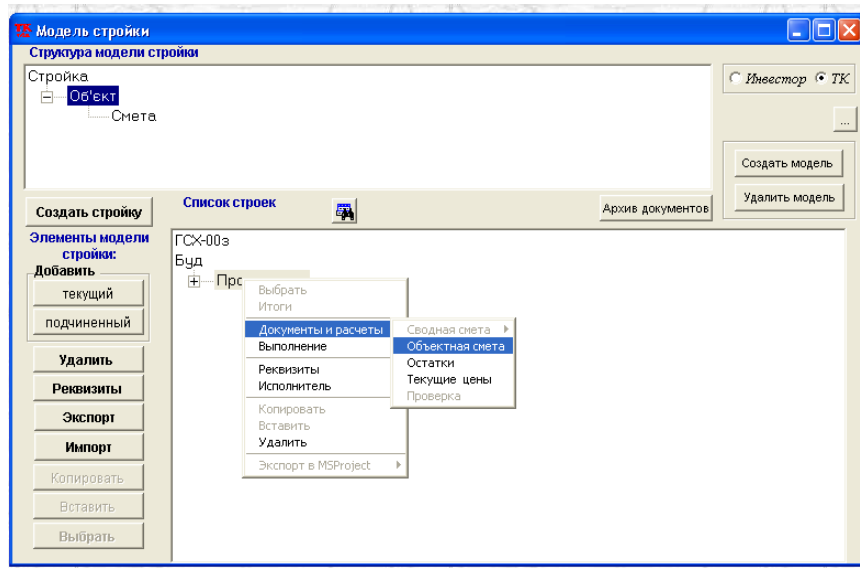 ТК Модель стройки
Структура модели стройки
Стройка
Об'єкт
Смета
Инвестор ТК
...
Создать модель
Удалить модель
Создать стройку
Список строек
Архив документов
Элементы модели
стройки:
Добавить
текущий
подчиненный
Удалить
Реквизиты
Экспорт
Импорт
Копировать
Вставить
Выбрать
ГСХ-00з
Буд
Про
Выбрать
Итоги
Документы и расчеты
Выполнение
Реквизиты
Исполнитель
Копировать
Вставить
Удалить
Экспорт в MSProject
Сводная смета
Объектная смета
Остатки
Текущие цены
Проверка